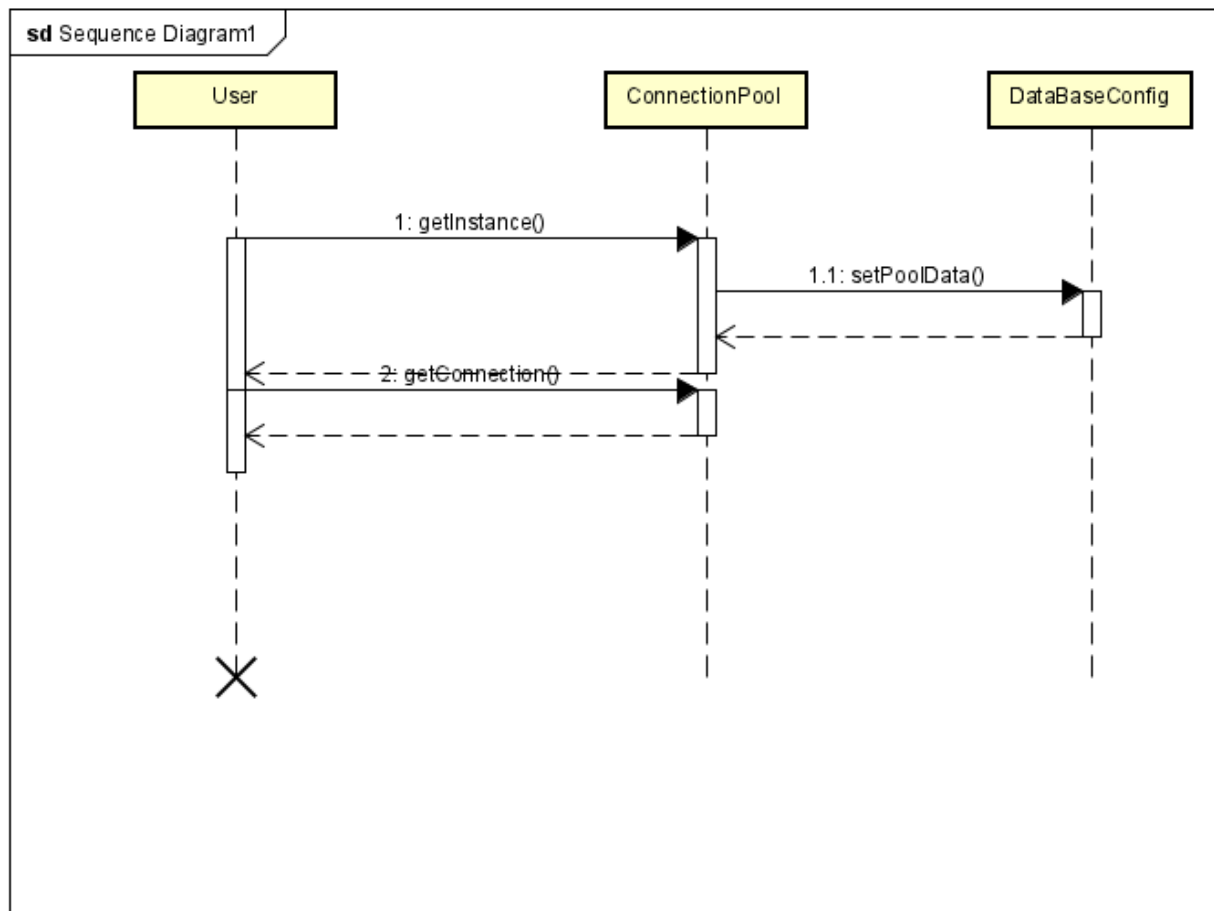 sd Sequence Diagram1
User
ConnectionPool
DataBaseConfig
1: getInstance()
1.1: setPoolData()
2: getConnection()